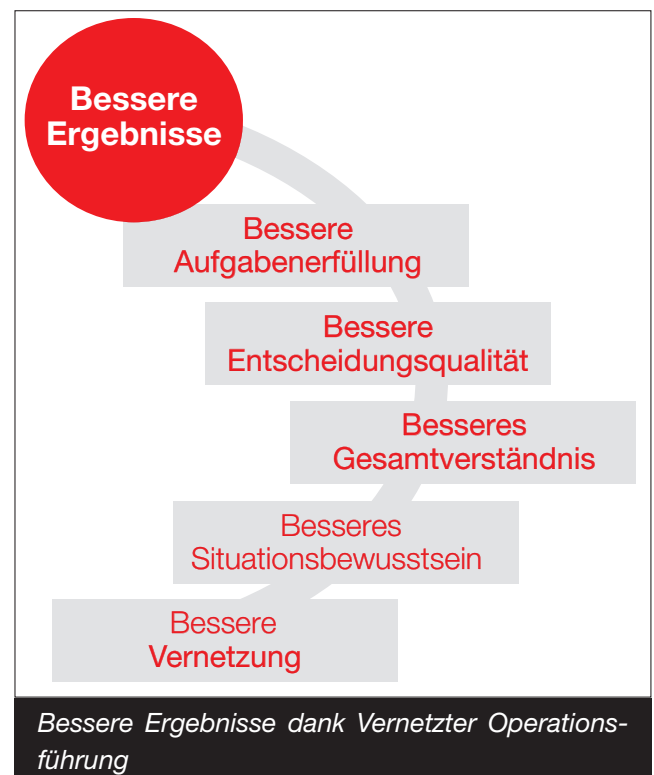 Bessere
Ergebnisse
Bessere
Aufgabenerfüllung
Bessere
Entscheidungsqualität
Besseres
Gesamtverständnis
Besseres
Situationsbewusstsein
Bessere
Vernetzung
Bessere Ergebnisse dank Vernetzter Operations-
führung